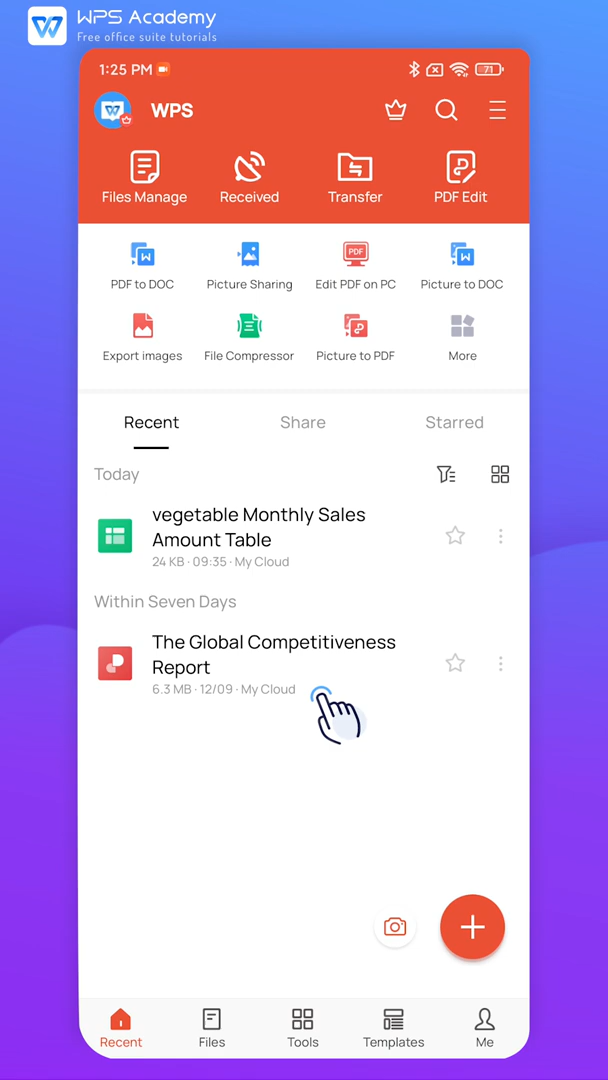 WPS Academy
Free office suite tutorials
1:25 PM
71
WPS
Files Manage
Received
Transfer
PDF Edit
PDF to DOC
Picture Sharing
Edit PDF on PC
Picture to DOC
Export images
File Compressor
Picture to PDF
More
Recent
Share
Starred
Today
vegetable Monthly Sales
Amount Table
24 KB · 09:35 · My Cloud
Within Seven Days
The Global Competitiveness
Report
6.3 MB · 12/09 · My Cloud
Recent
Files
Tools
Templates
Me